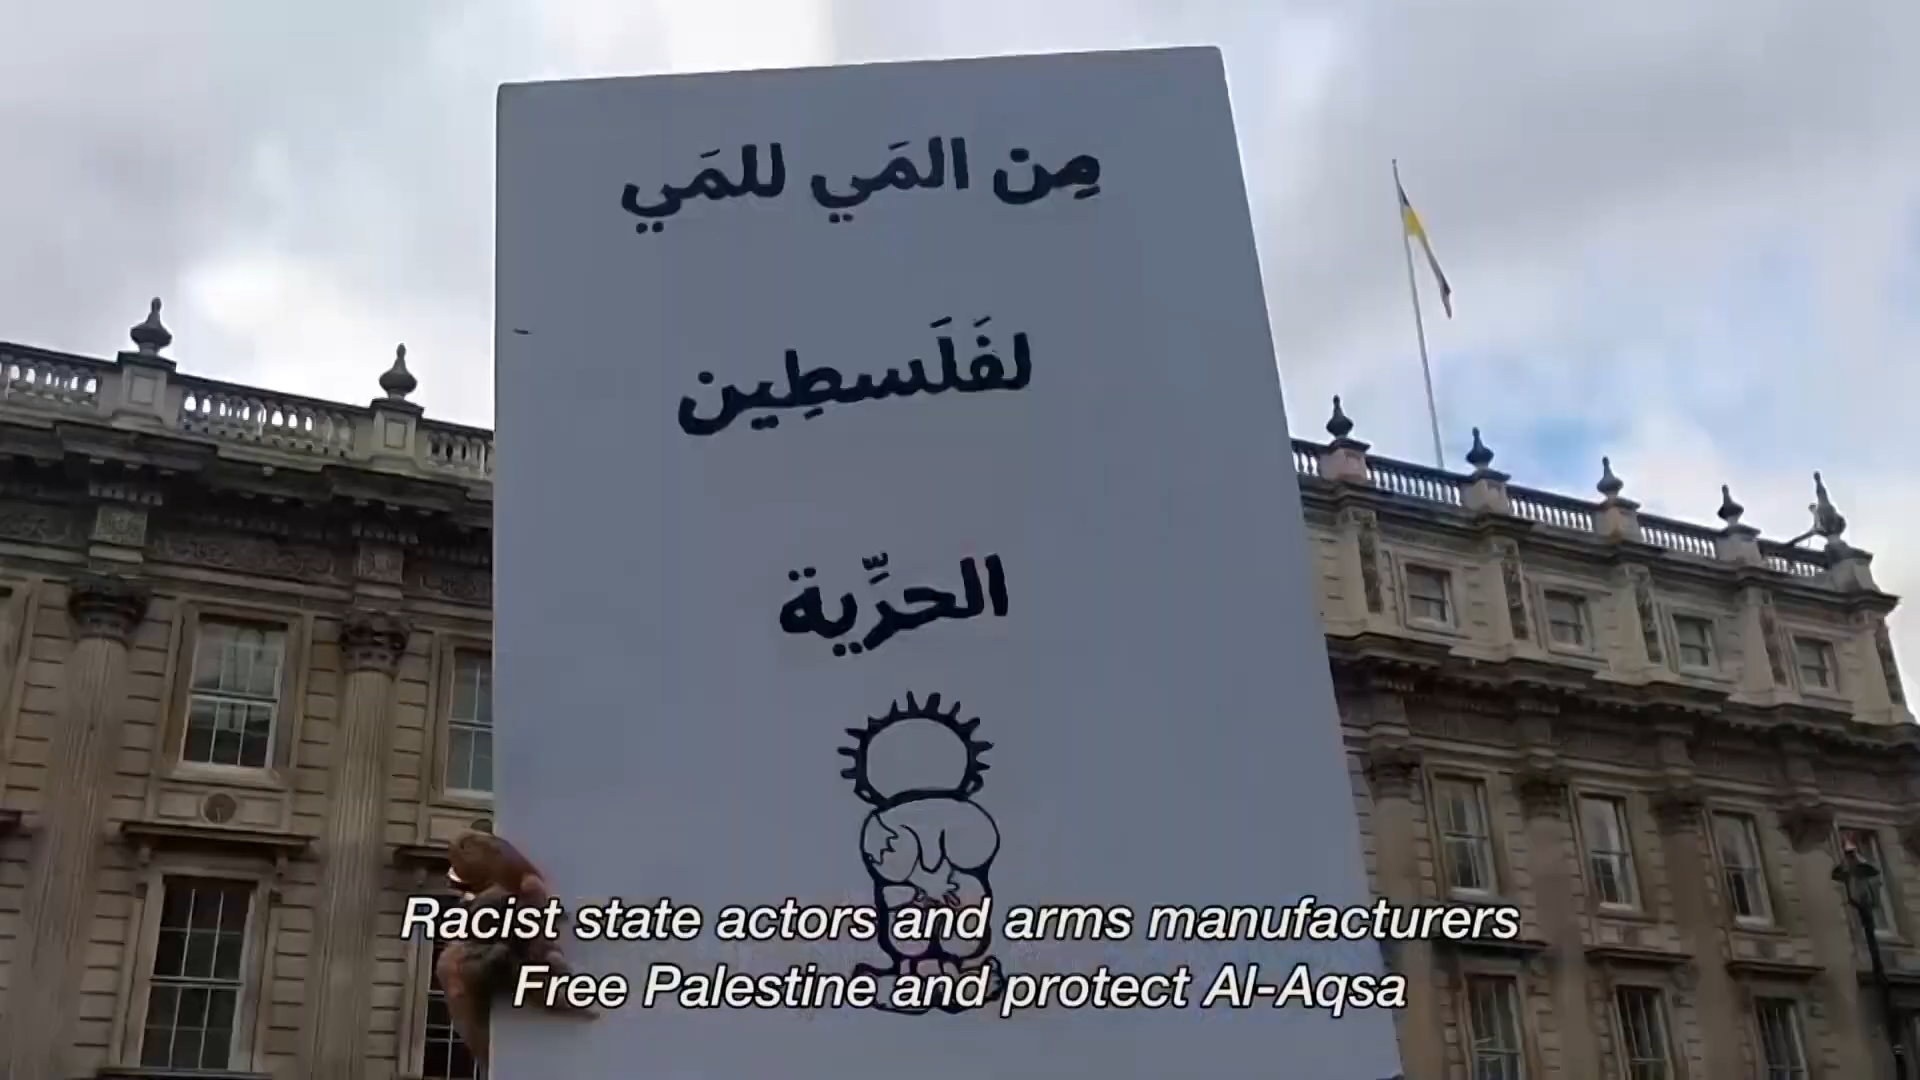 مِن المَي للمَي
لفَلَسطِين
الحرِّية
Racist state actors and arms manufacturers
Free Palestine and protect Al-Aqsa